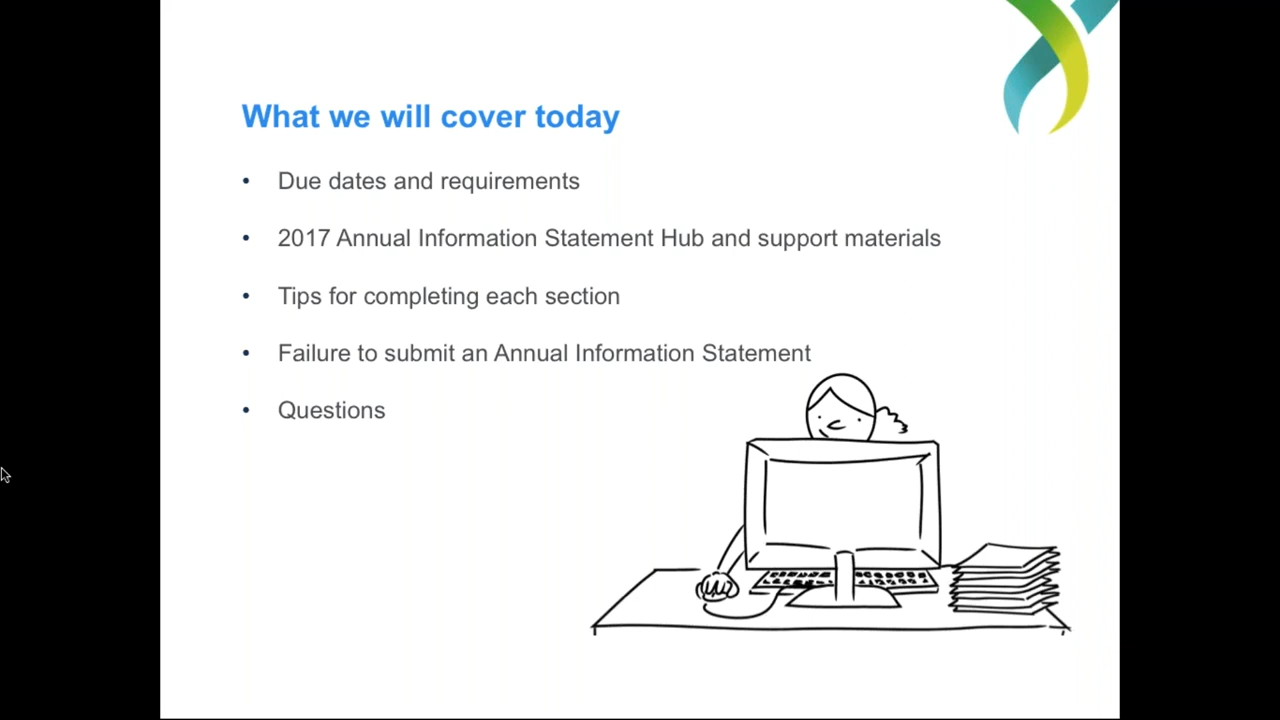 What we will cover today
• Due dates and requirements
• 2017 Annual Information Statement Hub and support materials
• Tips for completing each section
• Failure to submit an Annual Information Statement
• Questions